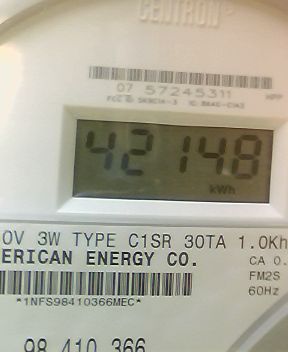 CENTRON®
07 57245311
42148
kWh
0V 3W TYPE C1SR 30TA 1.0Kh
ERICAN ENERGY CO.
CA 0.
FM2S
60Hz
*1NFS98410366MEC*
98 410 366